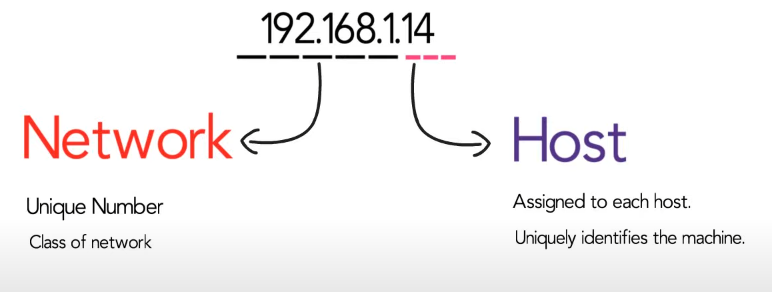 192.168.1.14
Network
Host
Unique Number
Class of network
Assigned to each host.
Uniquely identifies the machine.